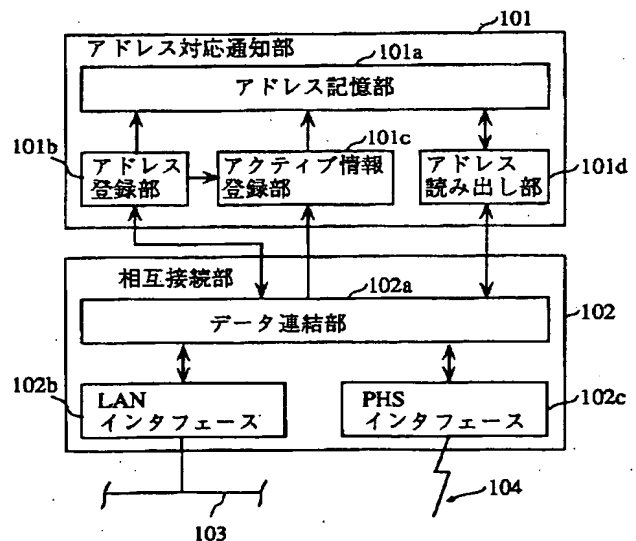 101
アドレス対応通知部
101a
アドレス記憶部
101b
アドレス
登録部
101c
アクティブ情報
登録部
アドレス
読み出し部
101d
相互接続部
102a
データ連結部
102
102b
LAN
インタフェース
PHS
インタフェース
102c
103
104